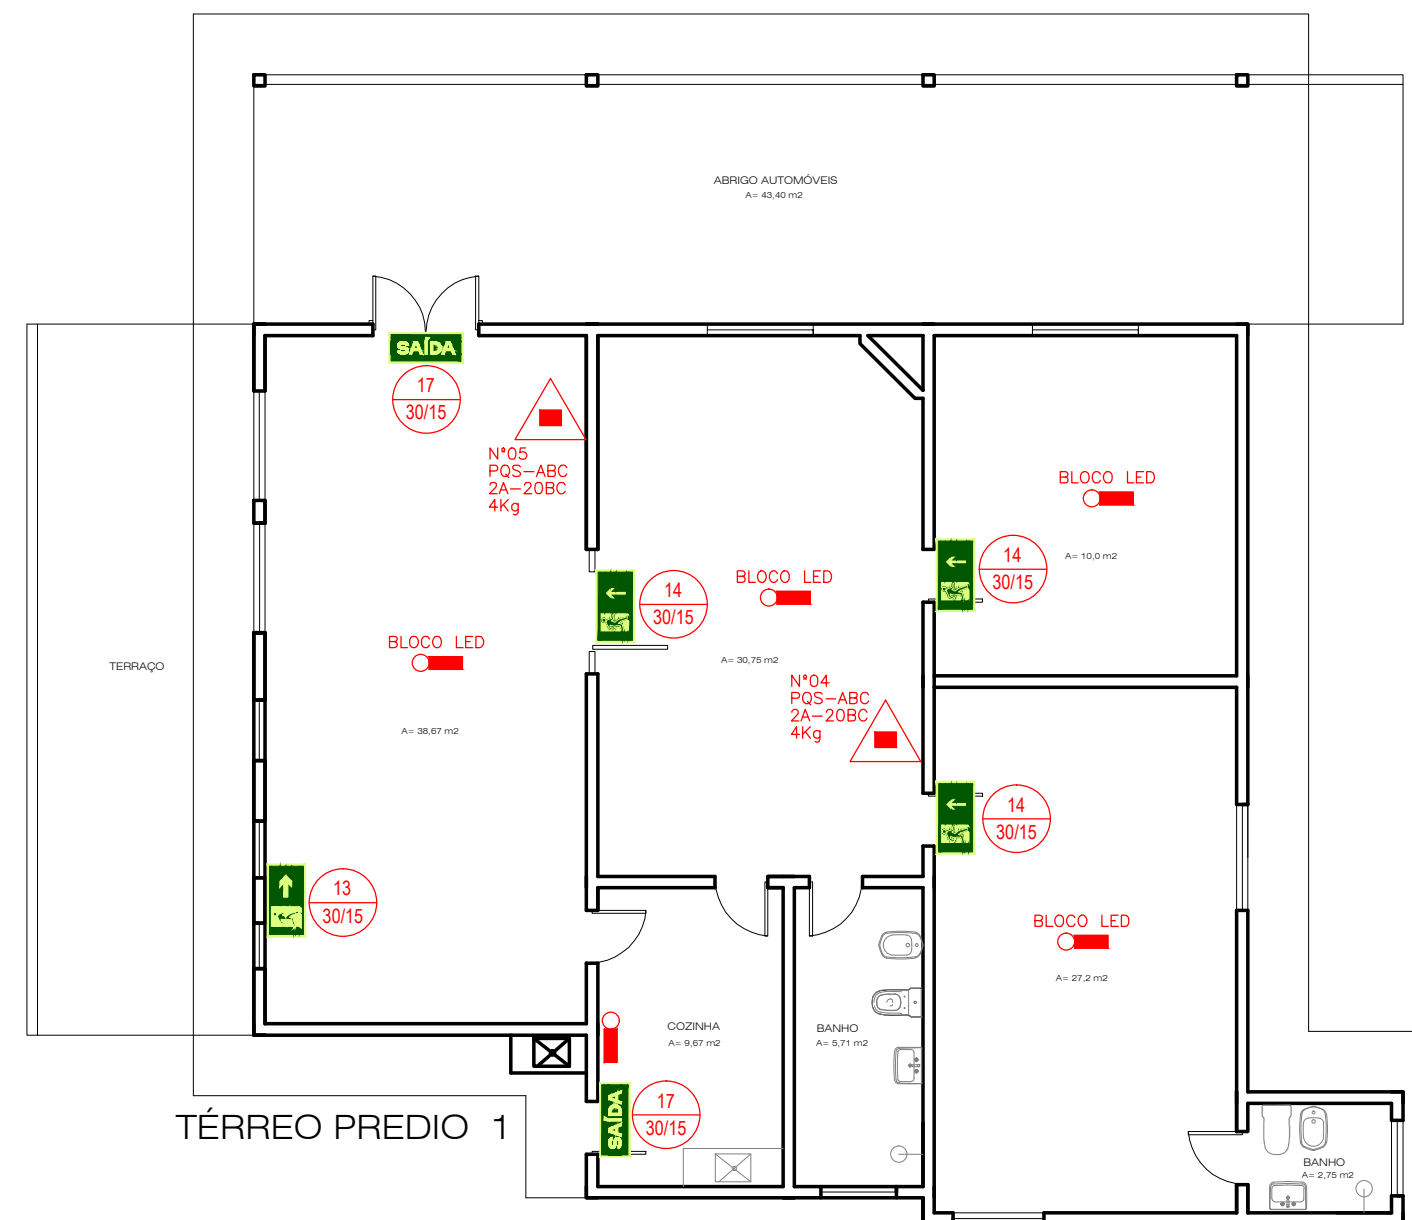 ABRIGO AUTOMÓVEIS
A= 43,40 m2
SAÍDA
17
30/15
N°05
PQS-ABC
2A-20BC
4Kg
BLOCO LED
14
30/15
A= 10,0 m2
BLOCO LED
14
30/15
A= 30,75 m2
BLOCO LED
A= 38,67 m2
TERRAÇO
N°04
PQS-ABC
2A-20BC
4Kg
14
30/15
13
30/15
BLOCO LED
A= 27,2 m2
COZINHA
A= 9,67 m2
BANHO
A= 5,71 m2
SAÍDA
17
30/15
TÉRREO PREDIO 1
BANHO
A= 2,75 m2